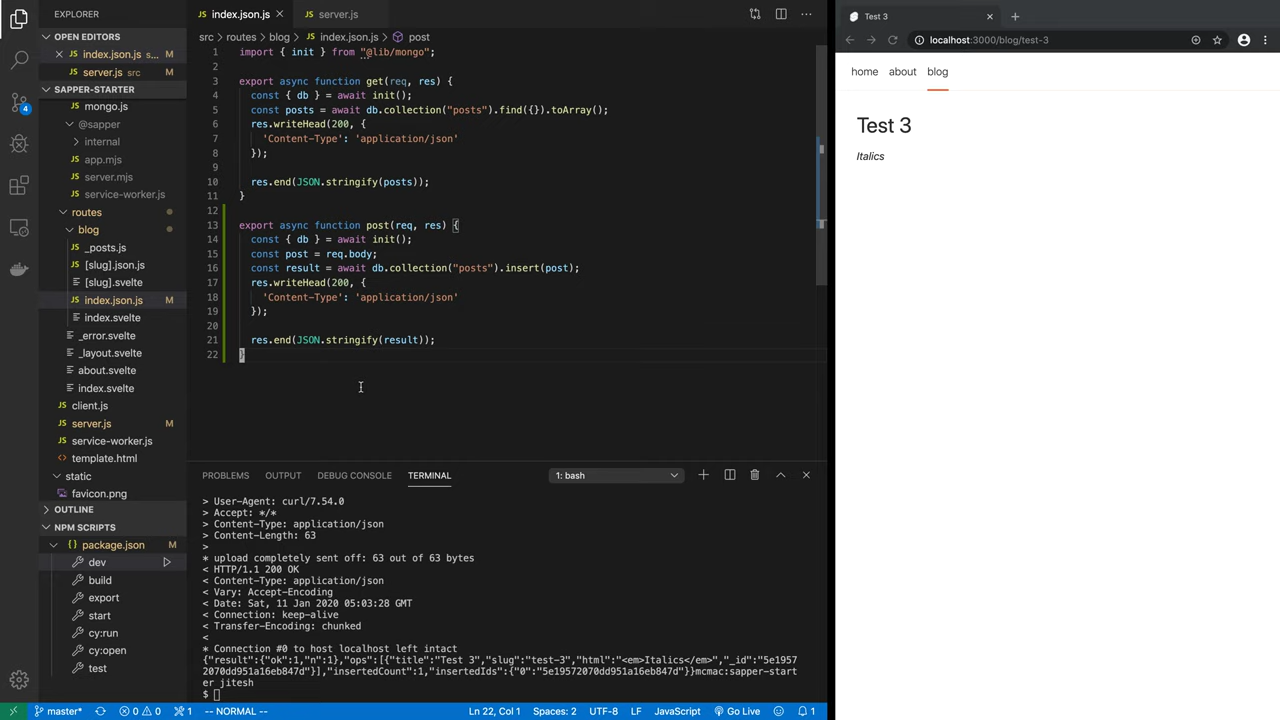 EXPLORER
OPEN EDITORS
index.json.js s...
server.js src
SAPPER-STARTER
mongo.js
@sapper
internal
app.mjs
server.mjs
service-worker.js
routes
blog
_posts.js
[slug].json.js
[slug].svelte
index.json.js M
index.svelte
_error.svelte
_layout.svelte
about.svelte
index.svelte
client.js
server.js M
service-worker.js
template.html
static
favicon.png
OUTLINE
NPM SCRIPTS
package.json M
dev
build
export
start
cy:run
cy:open
test
4
index.json.js
server.js
src › routes › blog › JS index.json.js › post
1 import { init } from "@lib/mongo";
2
3 export async function get(req, res) {
4 const { db } = await init();
5 const posts = await db.collection("posts").find({}).toArray();
6 res.writeHead(200, {
7 'Content-Type': 'application/json'
8 });
9
10 res.end(JSON.stringify(posts));
11 }
12
13 export async function post(req, res) {
14 const { db } = await init();
15 const post = req.body;
16 const result = await db.collection("posts").insert(post);
17 res.writeHead(200, {
18 'Content-Type': 'application/json'
19 });
20
21 res.end(JSON.stringify(result));
22 }
PROBLEMS OUTPUT DEBUG CONSOLE TERMINAL 1: bash
> User-Agent: curl/7.54.0
> Accept: */*
> Content-Type: application/json
> Content-Length: 63
>
* upload completely sent off: 63 out of 63 bytes
< HTTP/1.1 200 OK
< Content-Type: application/json
< Vary: Accept-Encoding
< Date: Sat, 11 Jan 2020 05:03:28 GMT
< Connection: keep-alive
< Transfer-Encoding: chunked
<
* Connection #0 to host localhost left intact
{"result":{"ok":1,"n":1},"ops":[{"title":"Test 3","slug":"test-3","html":"<em>Italics</em>","_id":"5e1957
2070dd951a16eb847d"}],"insertedCount":1,"insertedIds":{"0":"5e19572070dd951a16eb847d"}}mcmac:sapper-start
er jitesh
$
master* 0 0 1 -- NORMAL -- Ln 22, Col 1 Spaces: 2 UTF-8 LF JavaScript Go Live 1
Test 3
localhost:3000/blog/test-3
home about blog
Test 3
Italics